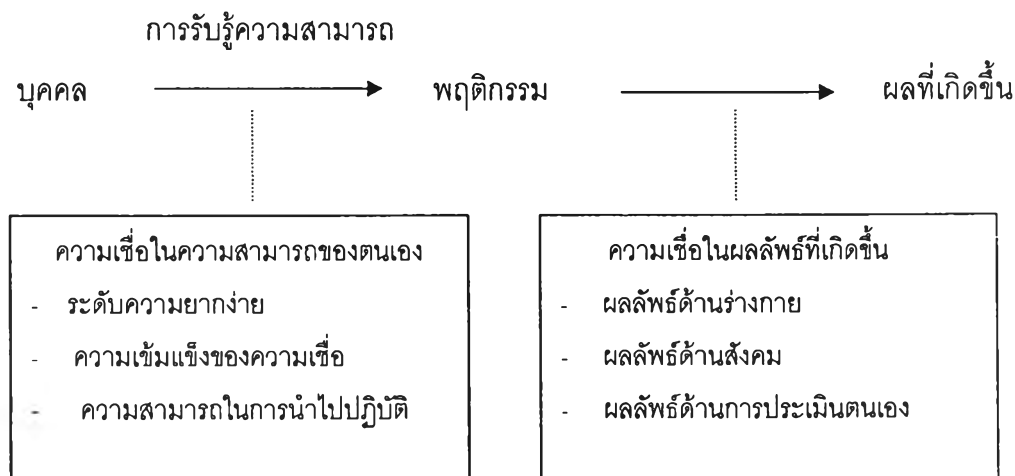 การรับรู้ความสามารถ
บุคคล พฤติกรรม ผลที่เกิดขึ้น
ความเชื่อในความสามารถของตนเอง
- ระดับความยากง่าย
- ความเข้มแข็งของความเชื่อ
- ความสามารถในการนำไปปฏิบัติ
ความเชื่อในผลลัพธ์ที่เกิดขึ้น
- ผลลัพธ์ด้านร่างกาย
- ผลลัพธ์ด้านสังคม
- ผลลัพธ์ด้านการประเมินตนเอง